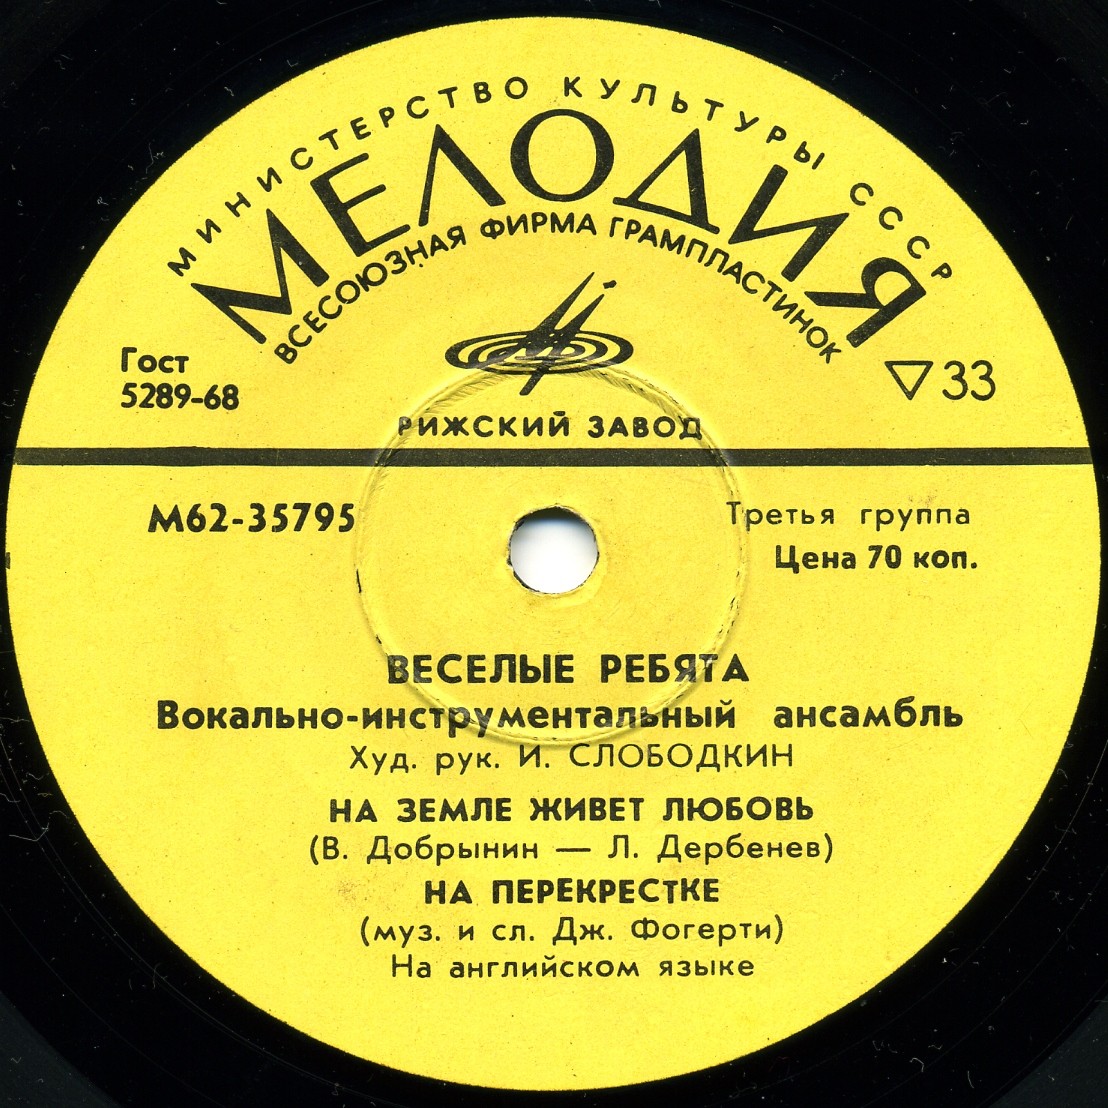 МИНИСТЕРСТВО КУЛЬТУРЫ СССР
МЕЛОДИЯ
ВСЕСОЮЗНАЯ ФИРМА ГРАМПЛАСТИНОК
Гост
5289-68
▽33
РИЖСКИЙ ЗАВОД
М62-35795
Третья группа
Цена 70 коп.
ВЕСЕЛЫЕ РЕБЯТА
Вокально-инструментальный ансамбль
Худ. рук. И. СЛОБОДКИН
НА ЗЕМЛЕ ЖИВЕТ ЛЮБОВЬ
(В. Добрынин — Л. Дербенев)
НА ПЕРЕКРЕСТКЕ
(муз. и сл. Дж. Фогерти)
На английском языке